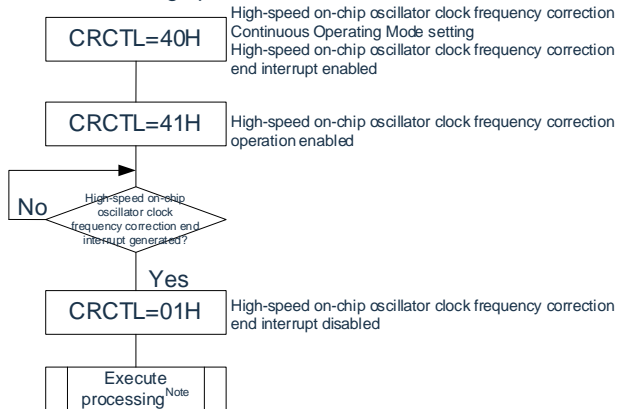 CRCTL=40H
High-speed on-chip oscillator clock frequency correction
Continuous Operating Mode setting
High-speed on-chip oscillator clock frequency correction
end interrupt enabled
CRCTL=41H
High-speed on-chip oscillator clock frequency correction
operation enabled
No
High-speed on-chip
oscillator clock
frequency correction end
interrupt generated?
Yes
CRCTL=01H
High-speed on-chip oscillator clock frequency correction
end interrupt disabled
Execute
processing Note